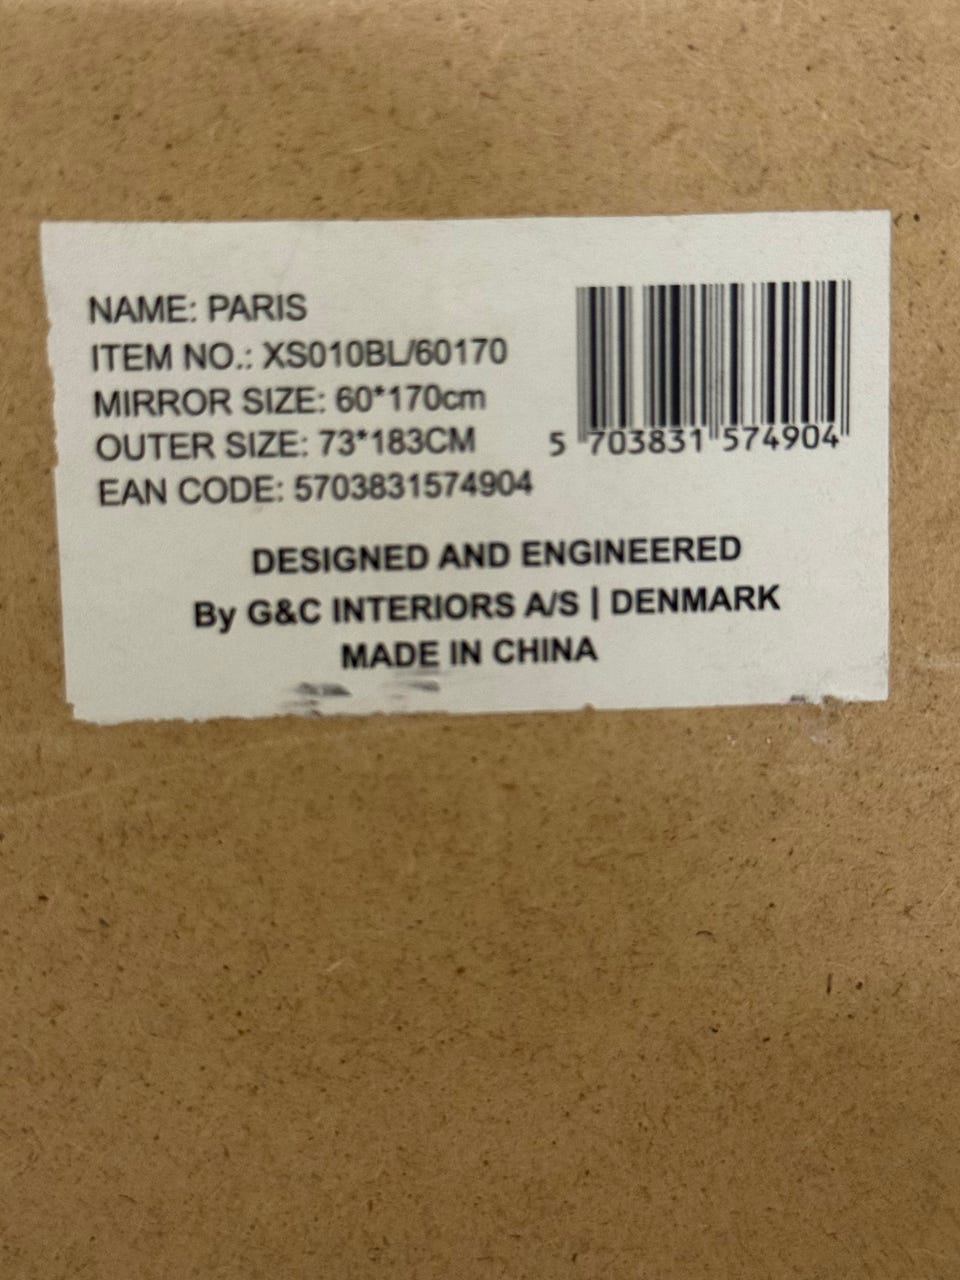 NAME: PARIS
ITEM NO.: XS010BL/60170
MIRROR SIZE: 60*170cm
OUTER SIZE: 73*183CM
EAN CODE: 5703831574904
5 703831 574904
DESIGNED AND ENGINEERED
By G&C INTERIORS A/S | DENMARK
MADE IN CHINA